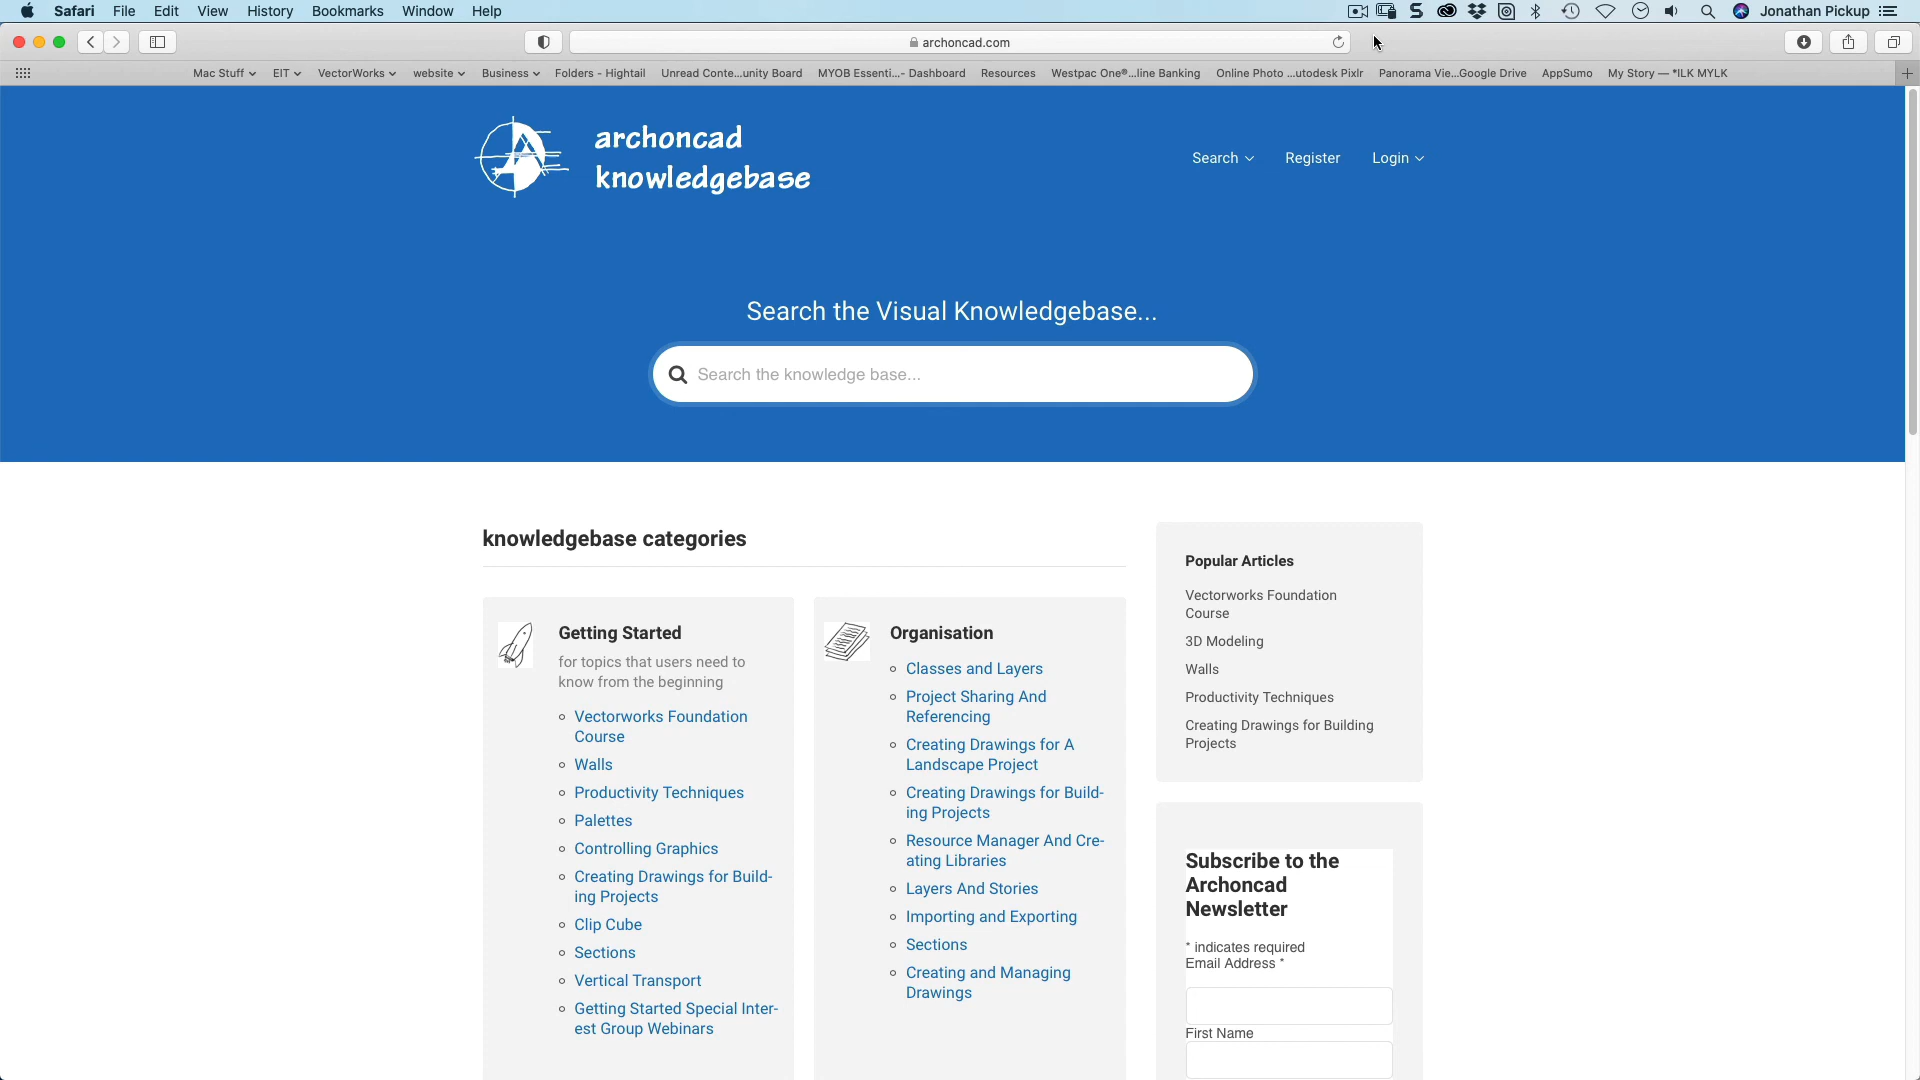 Safari File Edit View History Bookmarks Window Help
Jonathan Pickup
archoncad.com
Mac Stuff EIT VectorWorks website Business Folders - Hightail Unread Conte...unity Board MYOB Essenti...- Dashboard Resources Westpac One®...line Banking Online Photo ...utodesk Pixlr Panorama Vie...Google Drive AppSumo My Story — *ILK MYLK
archoncad
knowledgebase
Search Register Login
Search the Visual Knowledgebase...
Search the knowledge base...
knowledgebase categories
Getting Started
for topics that users need to
know from the beginning
Vectorworks Foundation
Course
Walls
Productivity Techniques
Palettes
Controlling Graphics
Creating Drawings for Build-
ing Projects
Clip Cube
Sections
Vertical Transport
Getting Started Special Inter-
est Group Webinars
Organisation
Classes and Layers
Project Sharing And
Referencing
Creating Drawings for A
Landscape Project
Creating Drawings for Build-
ing Projects
Resource Manager And Cre-
ating Libraries
Layers And Stories
Importing and Exporting
Sections
Creating and Managing
Drawings
Popular Articles
Vectorworks Foundation
Course
3D Modeling
Walls
Productivity Techniques
Creating Drawings for Building
Projects
Subscribe to the
Archoncad
Newsletter
* indicates required
Email Address *
First Name